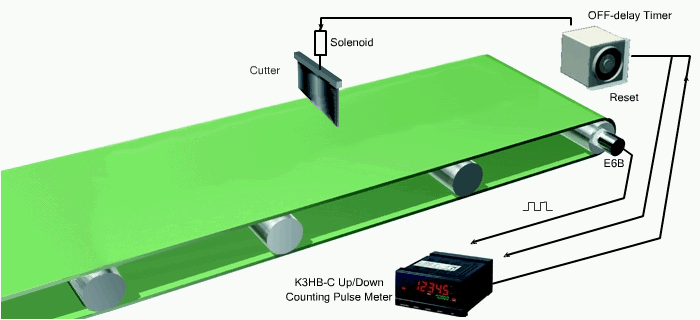 OFF-delay Timer
Solenoid
Cutter
Reset
E6B
K3HB-C Up/Down
Counting Pulse Meter
12345